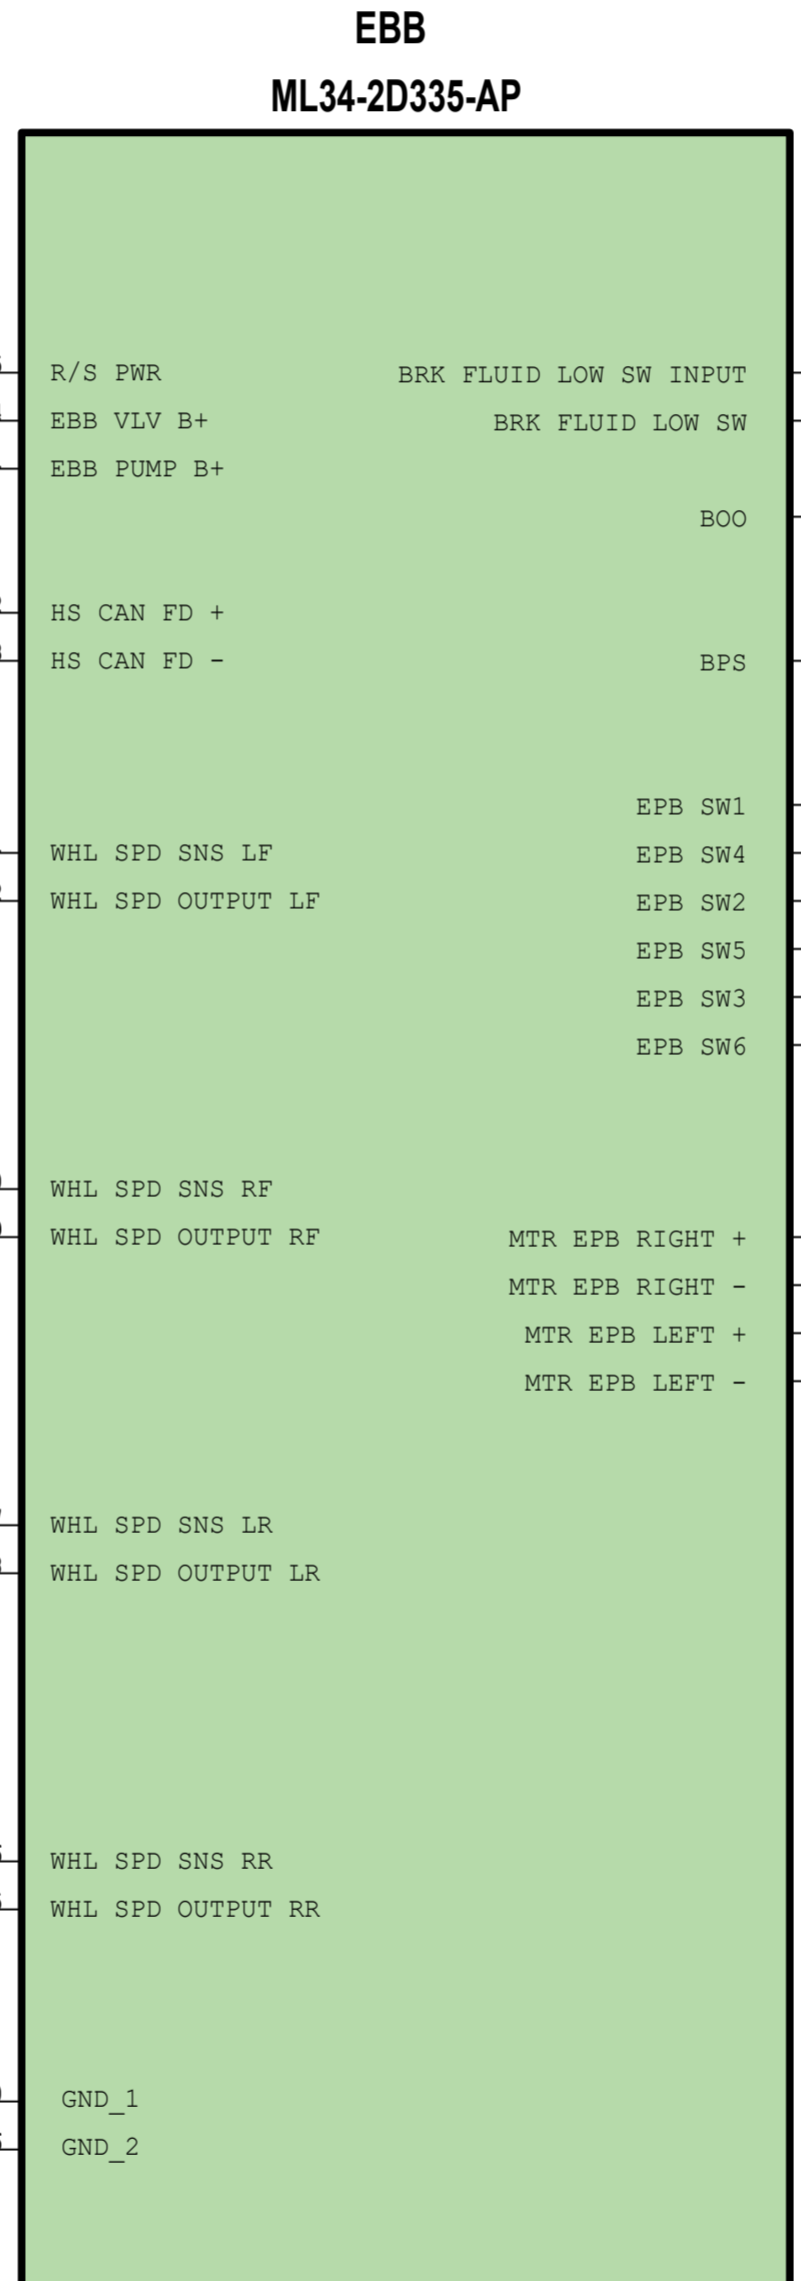 EBB
ML34-2D335-AP
R/S PWR
BRK FLUID LOW SW INPUT
EBB VLV B+
BRK FLUID LOW SW
EBB PUMP B+
BOO
HS CAN FD +
HS CAN FD -
BPS
EPB SW1
WHL SPD SNS LF
EPB SW4
WHL SPD OUTPUT LF
EPB SW2
EPB SW5
EPB SW3
EPB SW6
WHL SPD SNS RF
WHL SPD OUTPUT RF
MTR EPB RIGHT +
MTR EPB RIGHT -
MTR EPB LEFT +
MTR EPB LEFT -
WHL SPD SNS LR
WHL SPD OUTPUT LR
WHL SPD SNS RR
WHL SPD OUTPUT RR
GND_1
GND_2